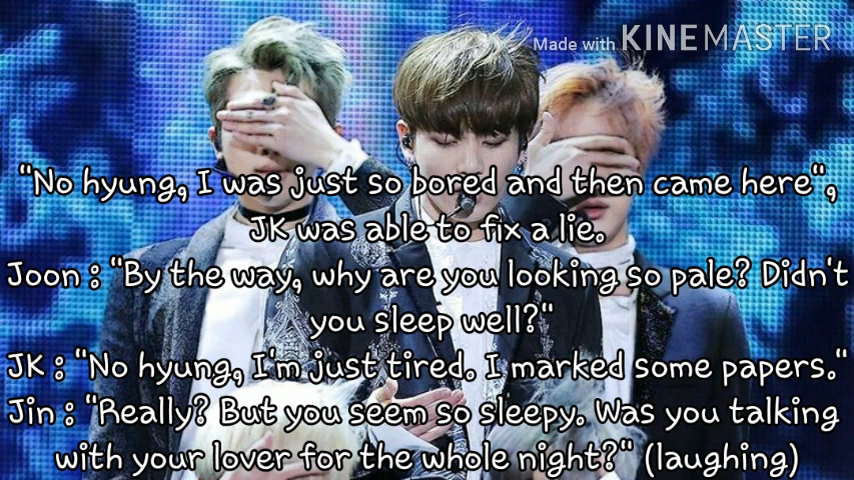 Made with KINEMASTER
"No hyung, I was just so bored and then came here",
JK was able to fix a lie.
Joon : "By the way, why are you looking so pale? Didn't
you sleep well?"
JK : "No hyung, I'm just tired. I marked some papers."
Jin : "Really? But you seem so sleepy. Was you talking
with your lover for the whole night?" (laughing)